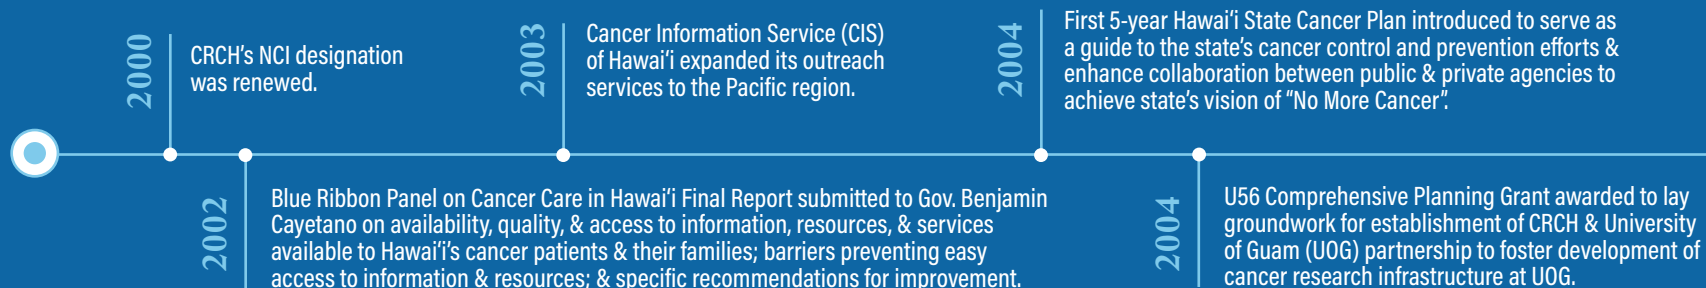 2000
CRCH's NCI designation
was renewed.
2003
Cancer Information Service (CIS)
of Hawai'i expanded its outreach
services to the Pacific region.
2004
First 5-year Hawai'i State Cancer Plan introduced to serve as
a guide to the state's cancer control and prevention efforts &
enhance collaboration between public & private agencies to
achieve state's vision of "No More Cancer".
2002
Blue Ribbon Panel on Cancer Care in Hawai'i Final Report submitted to Gov. Benjamin
Cayetano on availability, quality, & access to information, resources, & services
available to Hawai'i's cancer patients & their families; barriers preventing easy
access to information & resources; & specific recommendations for improvement.
2004
U56 Comprehensive Planning Grant awarded to lay
groundwork for establishment of CRCH & University
of Guam (UOG) partnership to foster development of
cancer research infrastructure at UOG.